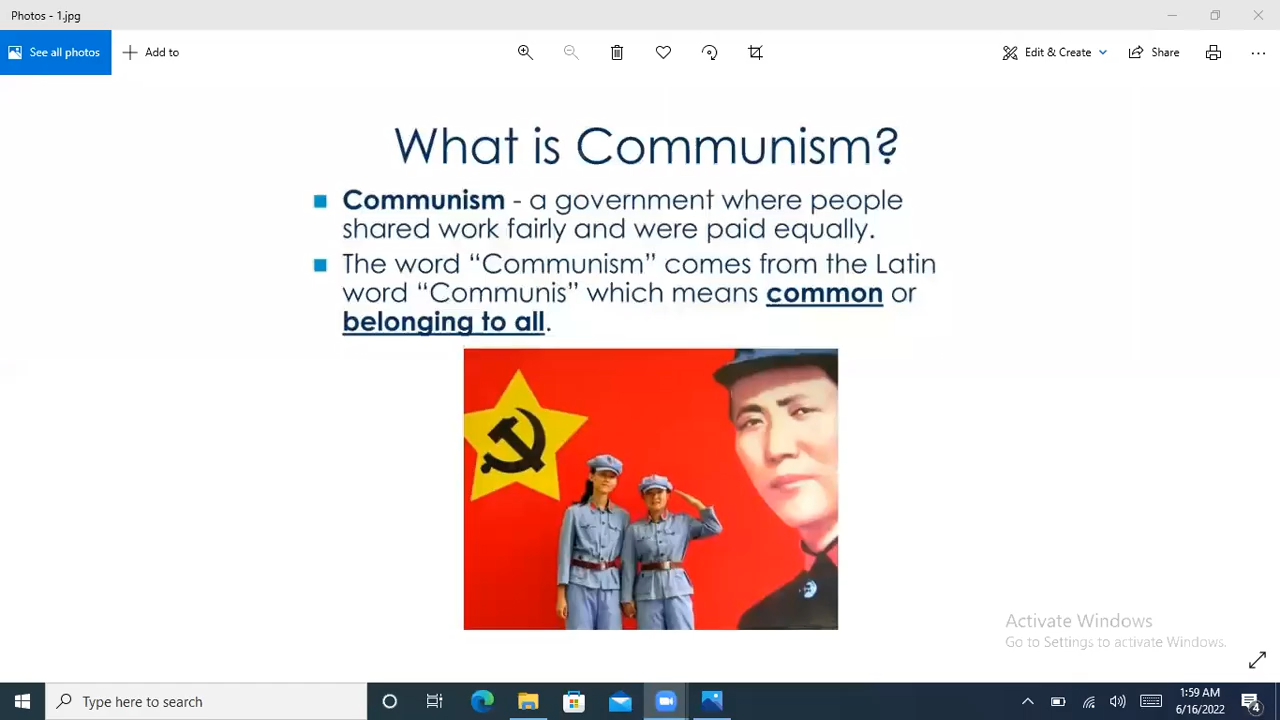 Photos - 1.jpg
See all photos
Add to
Edit & Create
Share
What is Communism?
Communism - a government where people
shared work fairly and were paid equally.
The word “Communism” comes from the Latin
word “Communis” which means common or
belonging to all.
Activate Windows
Go to Settings to activate Windows.
Type here to search
1:59 AM
6/16/2022
4